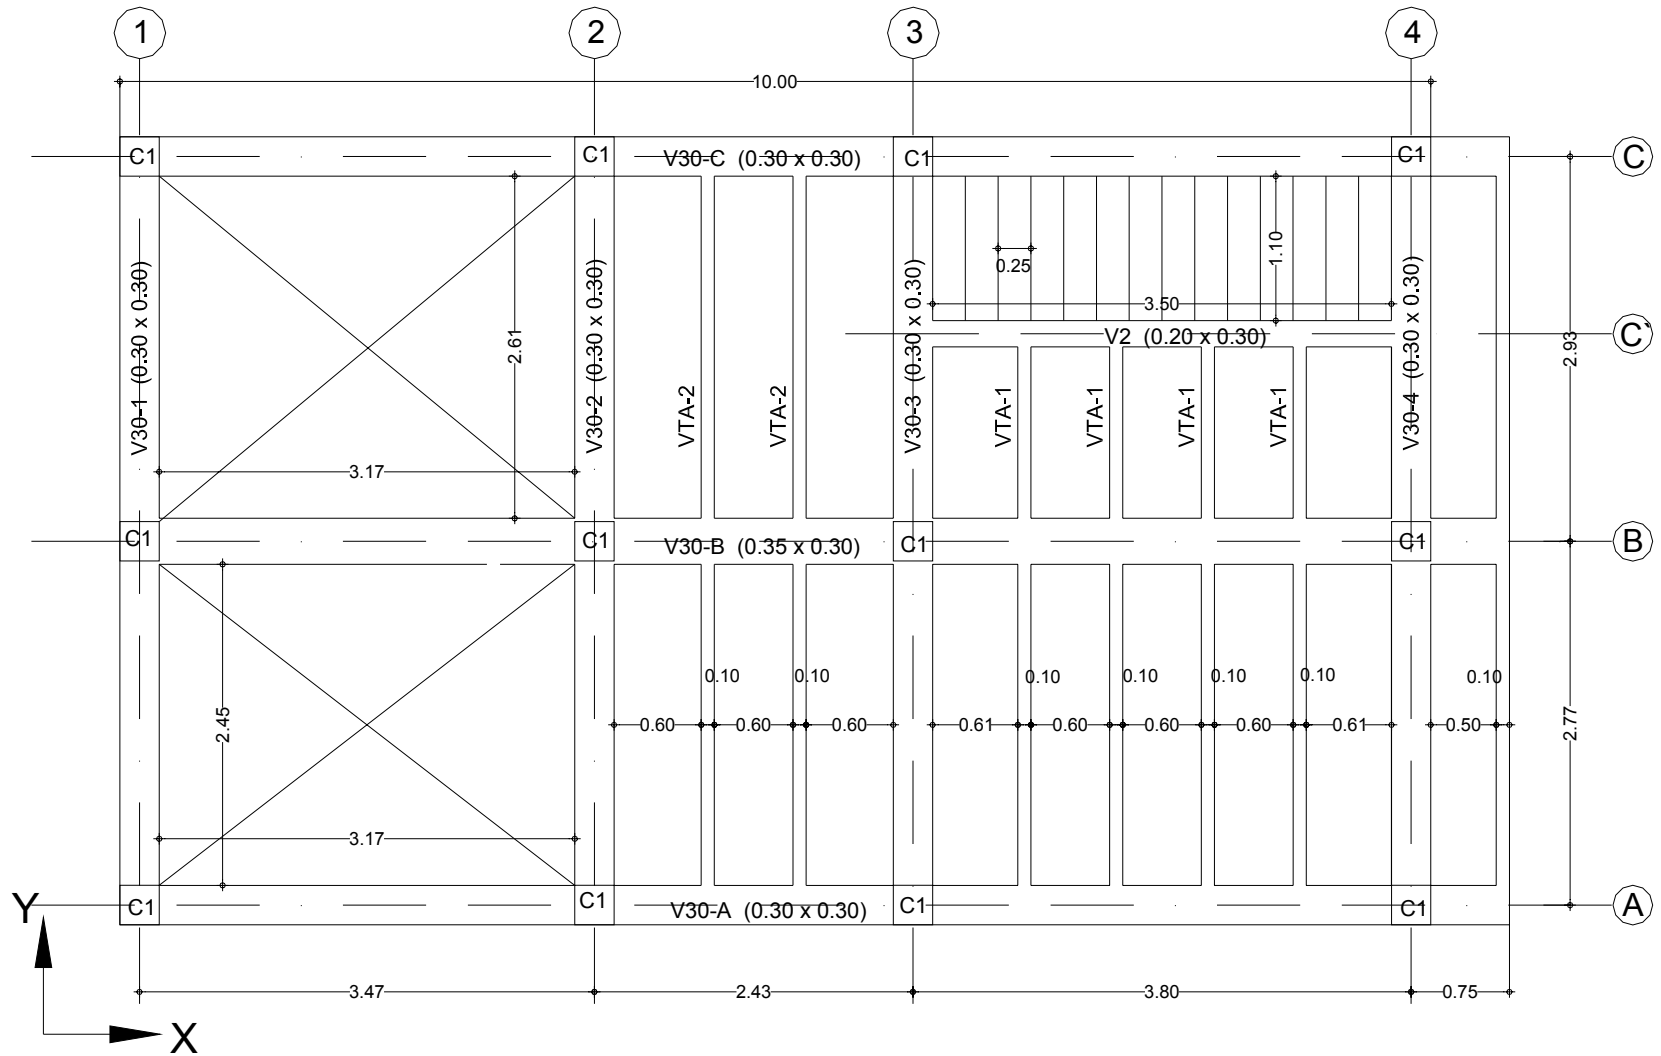 1
2
3
4
10.00
C1
C1
V30-C (0.30 x 0.30)
C1
C1
C
V30-1 (0.30 x 0.30)
2.61
V30-2 (0.30 x 0.30)
V30-3 (0.30 x 0.30)
0.25
1.10
3.50
V30-4 (0.30 x 0.30)
V2 (0.20 x 0.30)
C`
2.93
VTA-2
VTA-2
VTA-1
VTA-1
VTA-1
VTA-1
3.17
C1
C1
V30-B (0.35 x 0.30)
C1
C1
B
0.10
0.10
0.10
0.10
0.10
0.10
0.10
2.45
0.60
0.60
0.60
0.61
0.60
0.60
0.60
0.61
0.50
2.77
3.17
C1
C1
V30-A (0.30 x 0.30)
C1
C1
A
Y
3.47
2.43
3.80
0.75
X